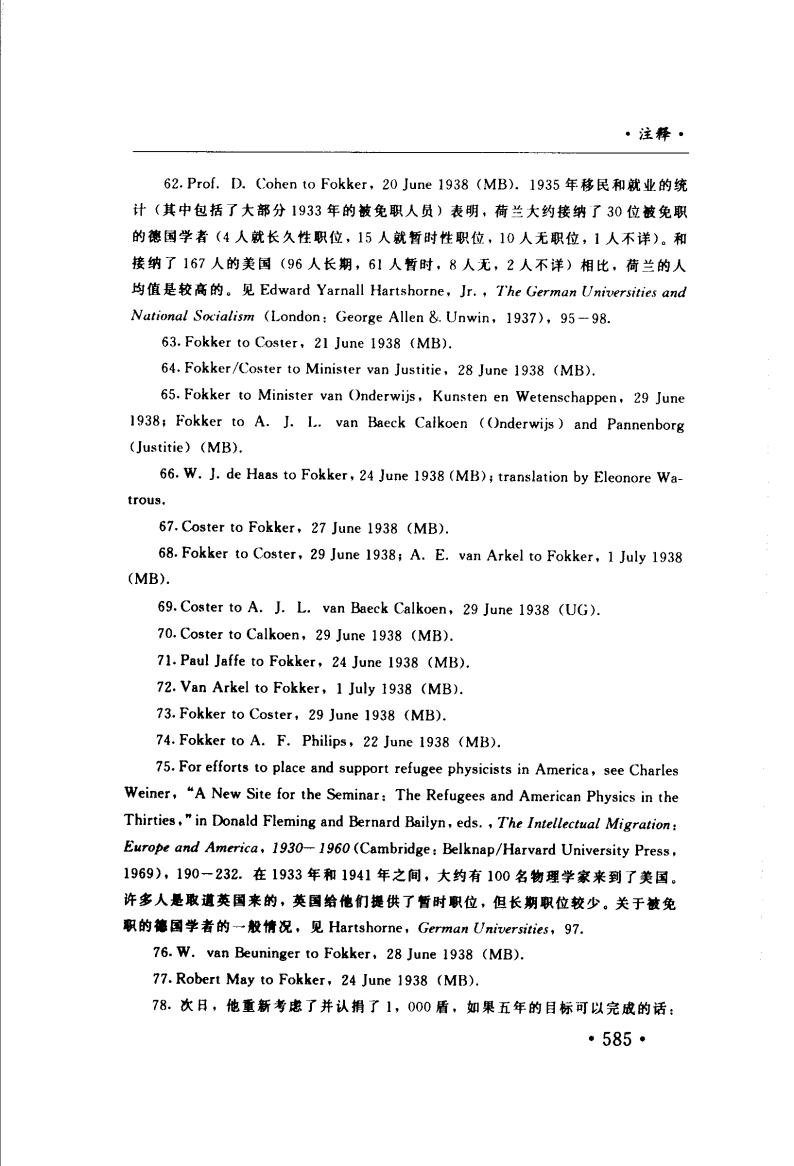 ·注释·
62. Prof. D. Cohen to Fokker, 20 June 1938 (MB). 1935 年移民和就业的统
计（其中包括了大部分 1933 年的被免职人员）表明，荷兰大约接纳了 30 位被免职
的德国学者（4 人就长久性职位，15 人就暂时性职位，10 人无职位，1 人不详）。和
接纳了 167 人的美国（96 人长期，61 人暂时，8 人无，2 人不详）相比，荷兰的人
均值是较高的。见 Edward Yarnall Hartshorne, Jr., The German Universities and
National Socialism (London: George Allen & Unwin, 1937), 95－98.
63. Fokker to Coster, 21 June 1938 (MB).
64. Fokker/Coster to Minister van Justitie, 28 June 1938 (MB).
65. Fokker to Minister van Onderwijs, Kunsten en Wetenschappen, 29 June
1938; Fokker to A. J. L. van Baeck Calkoen (Onderwijs) and Pannenborg
(Justitie) (MB).
66. W. J. de Haas to Fokker, 24 June 1938 (MB); translation by Eleonore Wa-
trous.
67. Coster to Fokker, 27 June 1938 (MB).
68. Fokker to Coster, 29 June 1938; A. E. van Arkel to Fokker, 1 July 1938
(MB).
69. Coster to A. J. L. van Baeck Calkoen, 29 June 1938 (UG).
70. Coster to Calkoen, 29 June 1938 (MB).
71. Paul Jaffe to Fokker, 24 June 1938 (MB).
72. Van Arkel to Fokker, 1 July 1938 (MB).
73. Fokker to Coster, 29 June 1938 (MB).
74. Fokker to A. F. Philips, 22 June 1938 (MB).
75. For efforts to place and support refugee physicists in America, see Charles
Weiner, “A New Site for the Seminar: The Refugees and American Physics in the
Thirties,” in Donald Fleming and Bernard Bailyn, eds., The Intellectual Migration:
Europe and America, 1930—1960 (Cambridge: Belknap/Harvard University Press,
1969), 190－232. 在 1933 年和 1941 年之间，大约有 100 名物理学家来到了美国。
许多人是取道英国来的，英国给他们提供了暂时职位，但长期职位较少。关于被免
职的德国学者的一般情况，见 Hartshorne, German Universities, 97.
76. W. van Beuninger to Fokker, 28 June 1938 (MB).
77. Robert May to Fokker, 24 June 1938 (MB).
78. 次日，他重新考虑了并认捐了 1，000 盾，如果五年的目标可以完成的话：
·585·